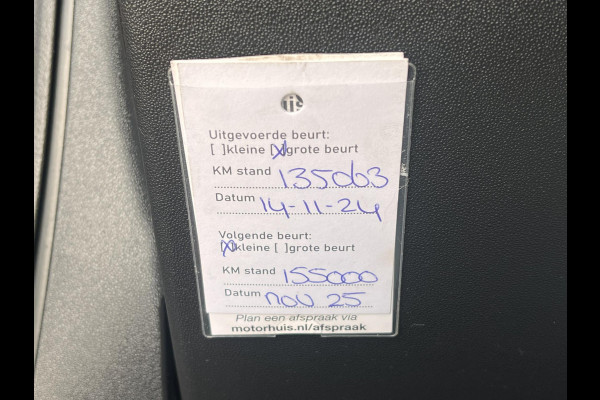 Uitgevoerde beurt:
[ ]kleine [X]grote beurt
KM stand 135063
Datum 14-11-24
Volgende beurt:
[X]kleine [ ]grote beurt
KM stand 155000
Datum nov 25
Plan een afspraak via
motorhuis.nl/afspraak